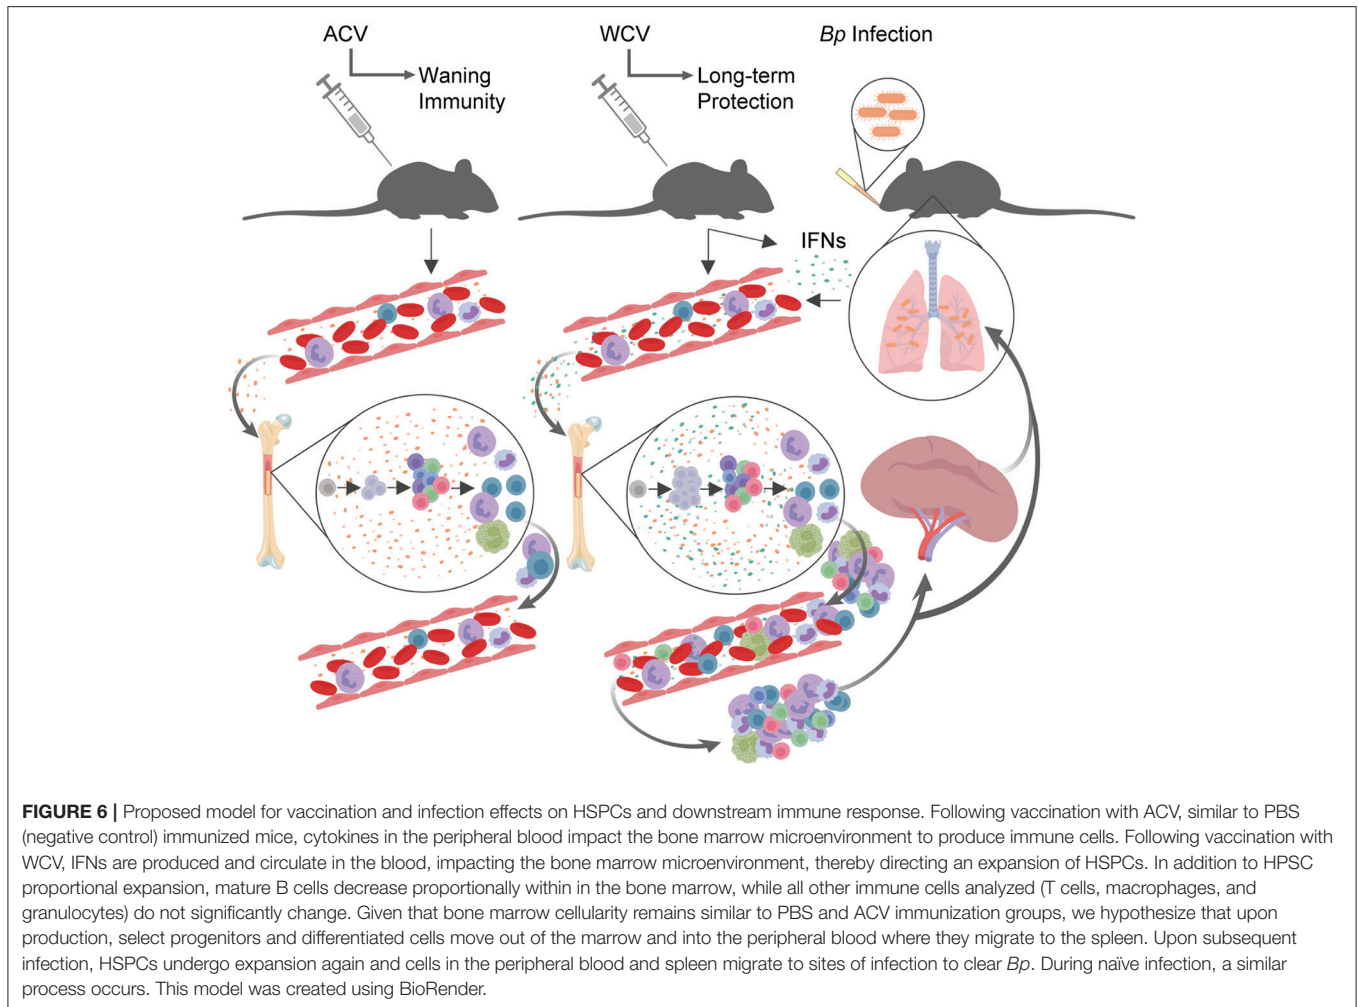 ACV
Waning
Immunity
WCV
Long-term
Protection
Bp Infection
IFNs
FIGURE 6 | Proposed model for vaccination and infection effects on HSPCs and downstream immune response. Following vaccination with ACV, similar to PBS
(negative control) immunized mice, cytokines in the peripheral blood impact the bone marrow microenvironment to produce immune cells. Following vaccination with
WCV, IFNs are produced and circulate in the blood, impacting the bone marrow microenvironment, thereby directing an expansion of HSPCs. In addition to HPSC
proportional expansion, mature B cells decrease proportionally within in the bone marrow, while all other immune cells analyzed (T cells, macrophages, and
granulocytes) do not significantly change. Given that bone marrow cellularity remains similar to PBS and ACV immunization groups, we hypothesize that upon
production, select progenitors and differentiated cells move out of the marrow and into the peripheral blood where they migrate to the spleen. Upon subsequent
infection, HSPCs undergo expansion again and cells in the peripheral blood and spleen migrate to sites of infection to clear Bp. During naïve infection, a similar
process occurs. This model was created using BioRender.